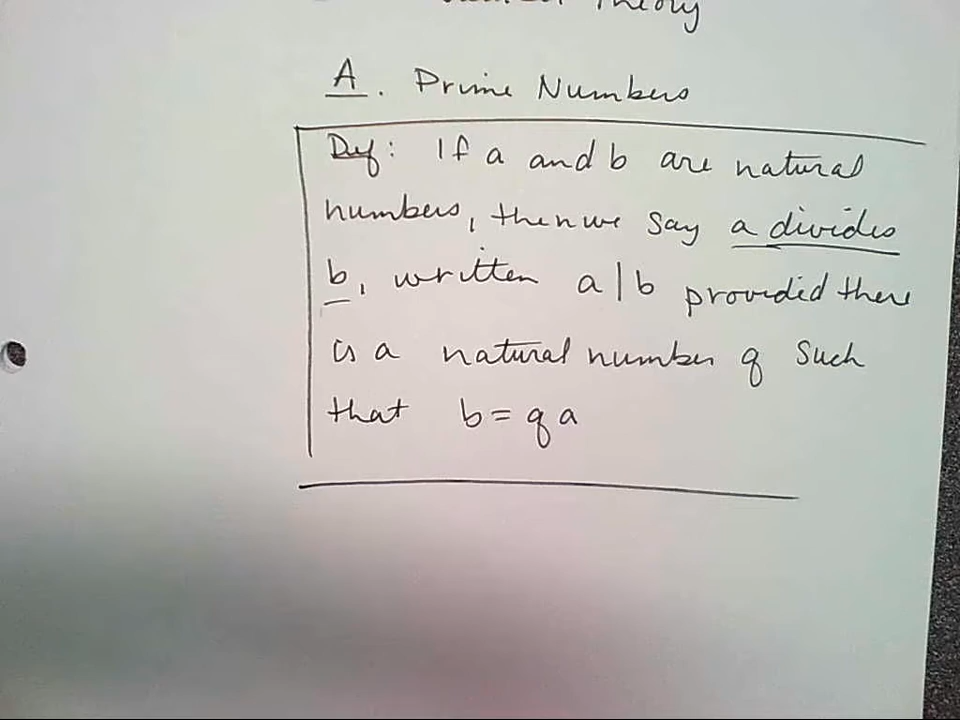 Theory
A. Prime Numbers
Def: If a and b are natural
numbers, then we say a divides
b, written a|b provided there
is a natural number q such
that b = qa